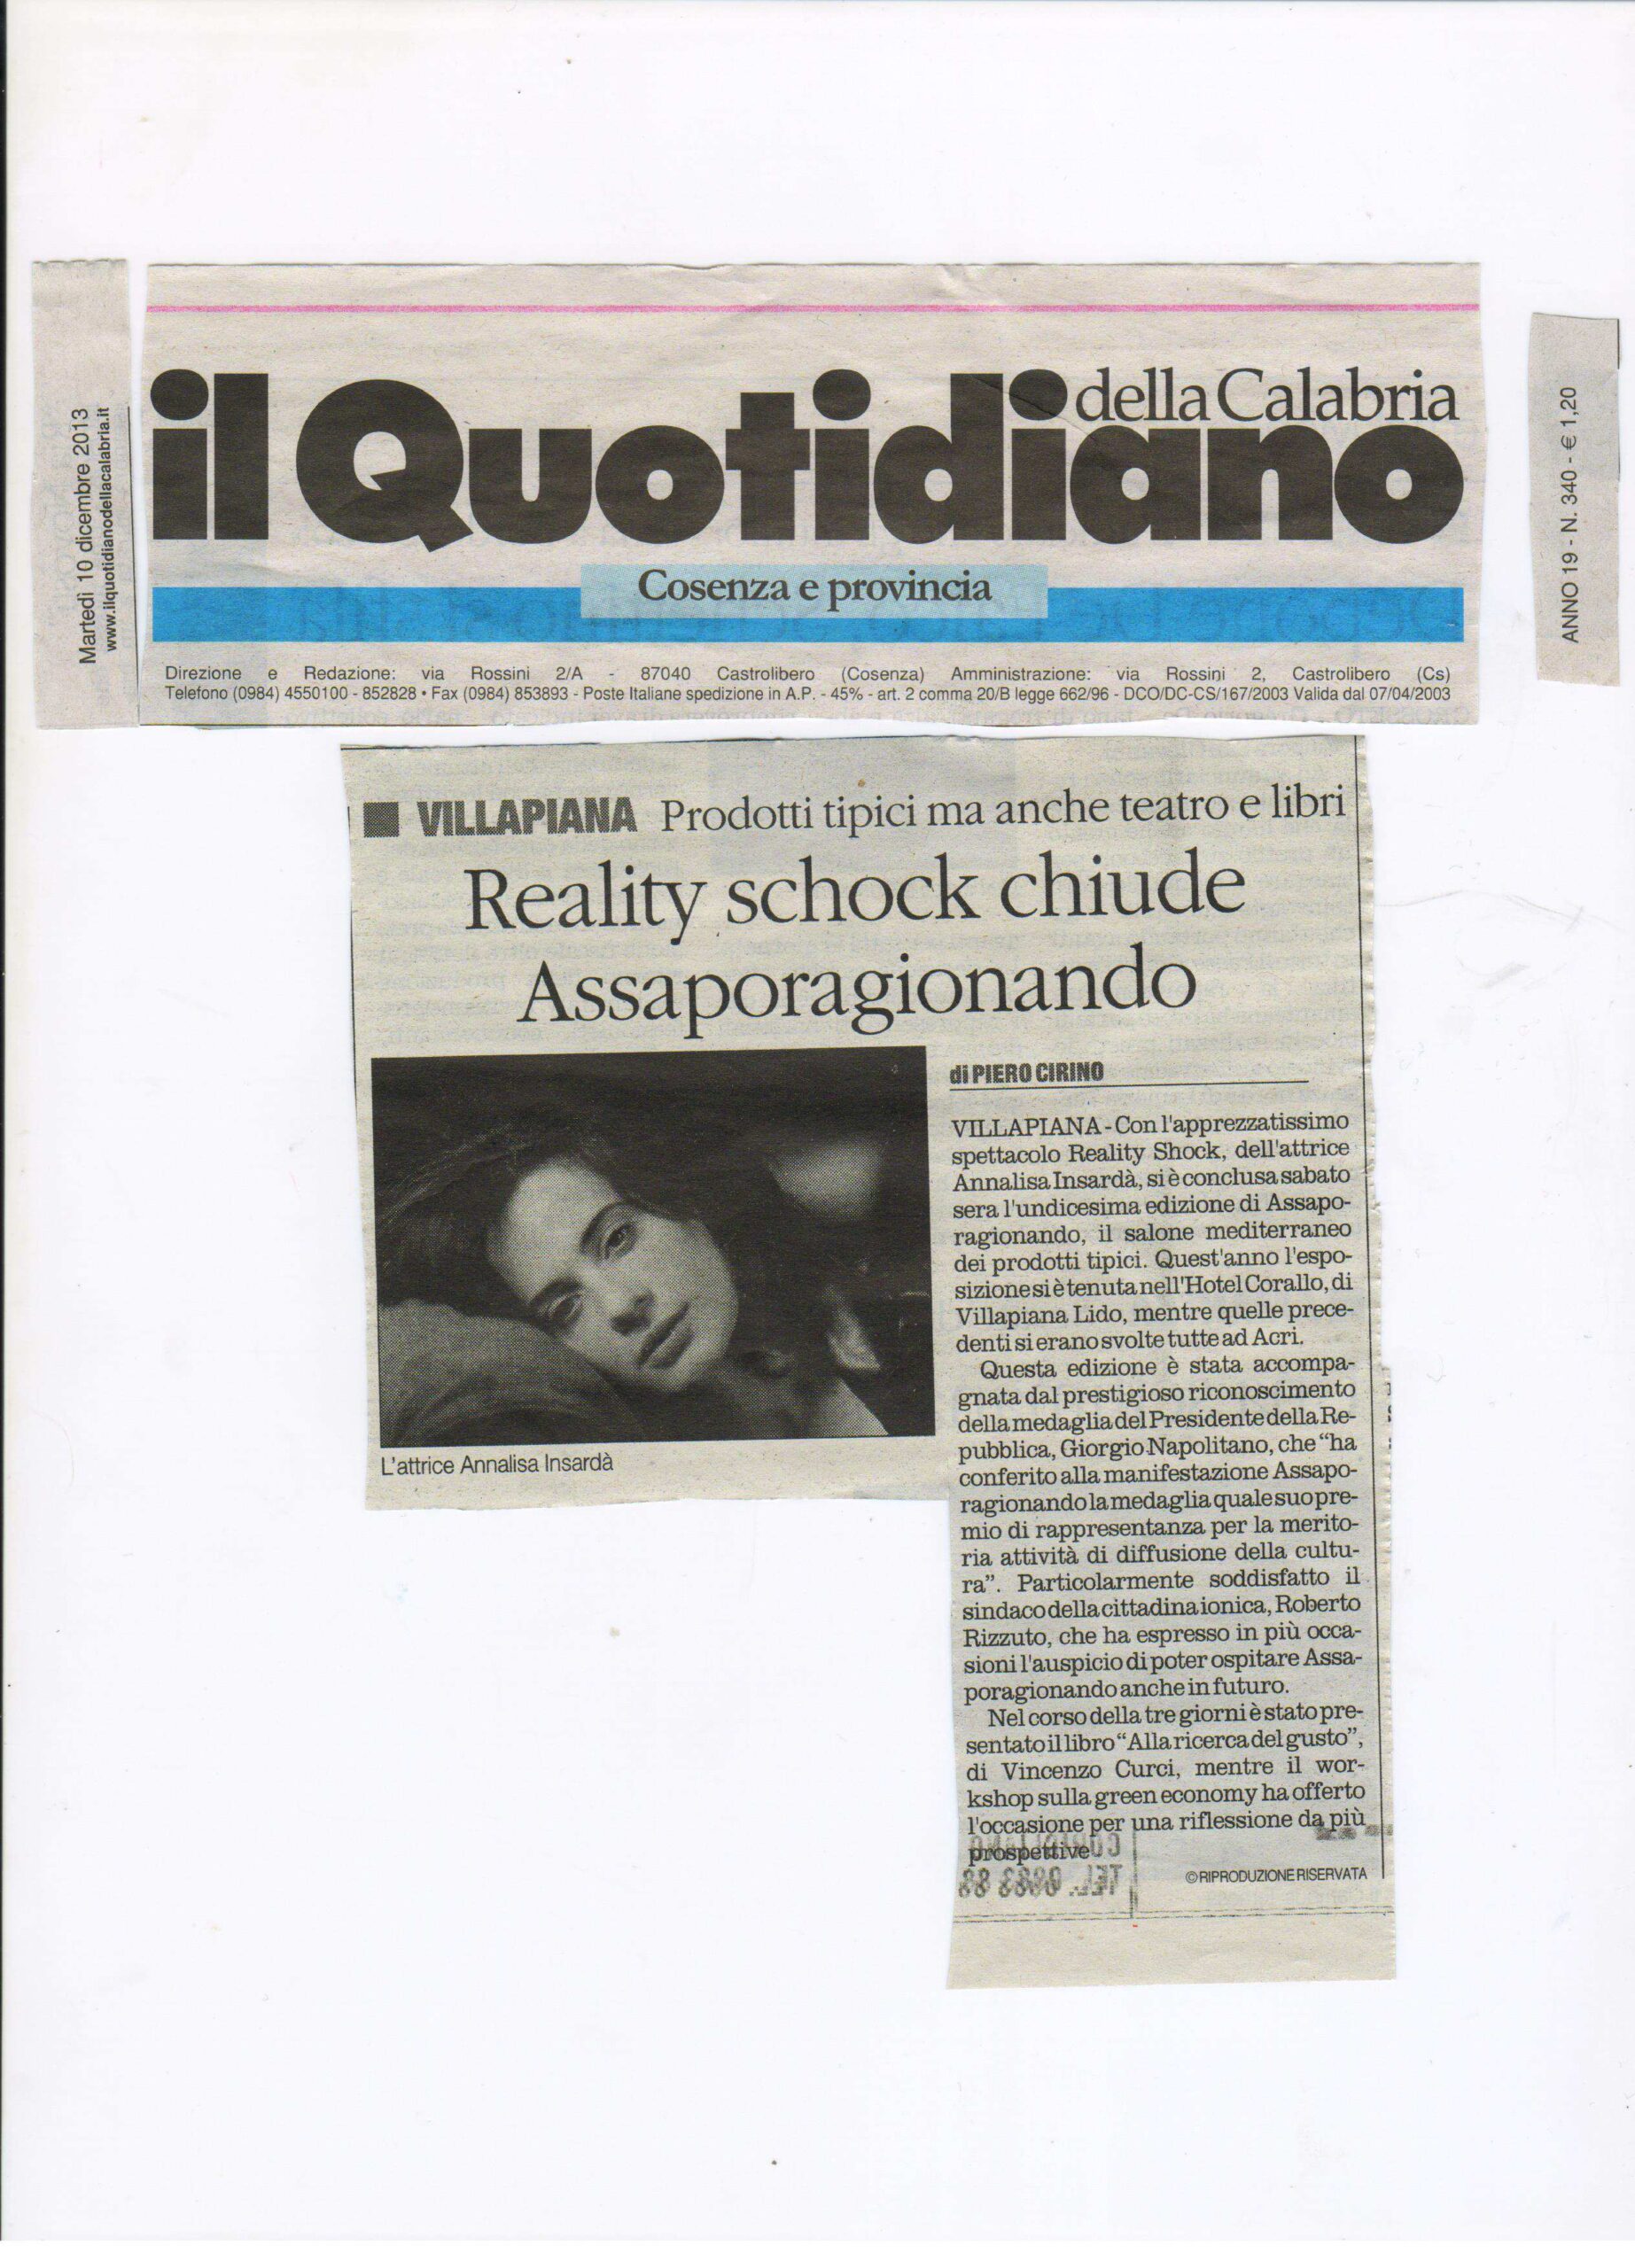 Martedì 10 dicembre 2013
www.ilquotidianodellacalabria.it
il Quotidiano
della Calabria
Cosenza e provincia
Direzione e Redazione: via Rossini 2/A - 87040 Castrolibero (Cosenza) Amministrazione: via Rossini 2, Castrolibero (Cs)
Telefono (0984) 4550100 - 852828 • Fax (0984) 853893 - Poste Italiane spedizione in A.P. - 45% - art. 2 comma 20/B legge 662/96 - DCO/DC-CS/167/2003 Valida dal 07/04/2003
ANNO 19 - N. 340 - € 1,20
VILLAPIANA Prodotti tipici ma anche teatro e libri
Reality schock chiude
Assaporagionando
L'attrice Annalisa Insardà
di PIERO CIRINO
VILLAPIANA - Con l'apprezzatissimo
spettacolo Reality Shock, dell'attrice
Annalisa Insardà, si è conclusa sabato
sera l'undicesima edizione di Assapo-
ragionando, il salone mediterraneo
dei prodotti tipici. Quest'anno l'espo-
sizione si è tenuta nell'Hotel Corallo, di
Villapiana Lido, mentre quelle prece-
denti si erano svolte tutte ad Acri.
Questa edizione è stata accompa-
gnata dal prestigioso riconoscimento
della medaglia del Presidente della Re-
pubblica, Giorgio Napolitano, che “ha
conferito alla manifestazione Assapo-
ragionando la medaglia quale suo pre-
mio di rappresentanza per la merito-
ria attività di diffusione della cultu-
ra”. Particolarmente soddisfatto il
sindaco della cittadina ionica, Roberto
Rizzuto, che ha espresso in più occa-
sioni l'auspicio di poter ospitare Assa-
poragionando anche in futuro.
Nel corso della tre giorni è stato pre-
sentato il libro “Alla ricerca del gusto”,
di Vincenzo Curci, mentre il wor-
kshop sulla green economy ha offerto
l'occasione per una riflessione da più
prospettive
© RIPRODUZIONE RISERVATA